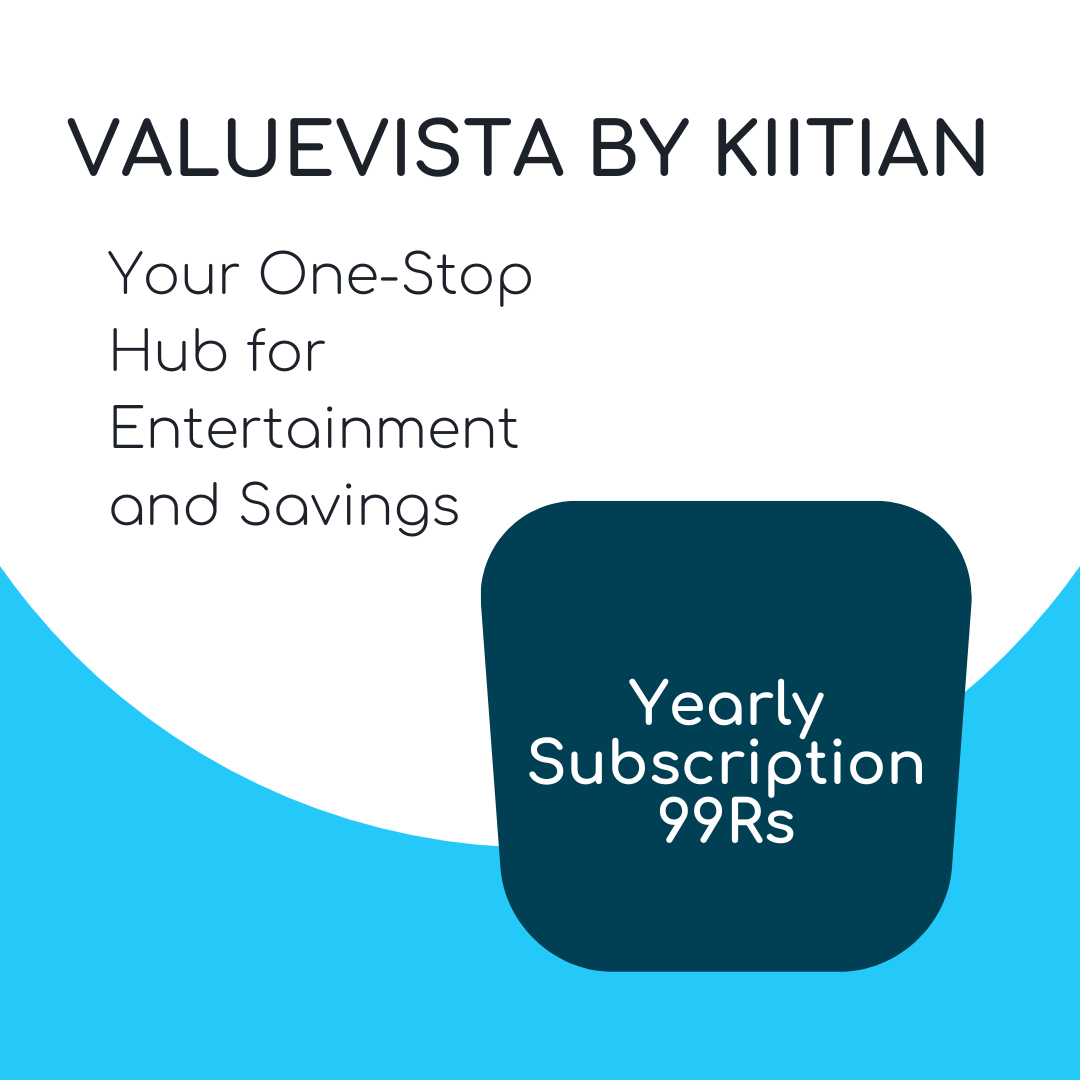 VALUEVISTA BY KIITIAN
Your One-Stop
Hub for
Entertainment
and Savings
Yearly
Subscription
99Rs